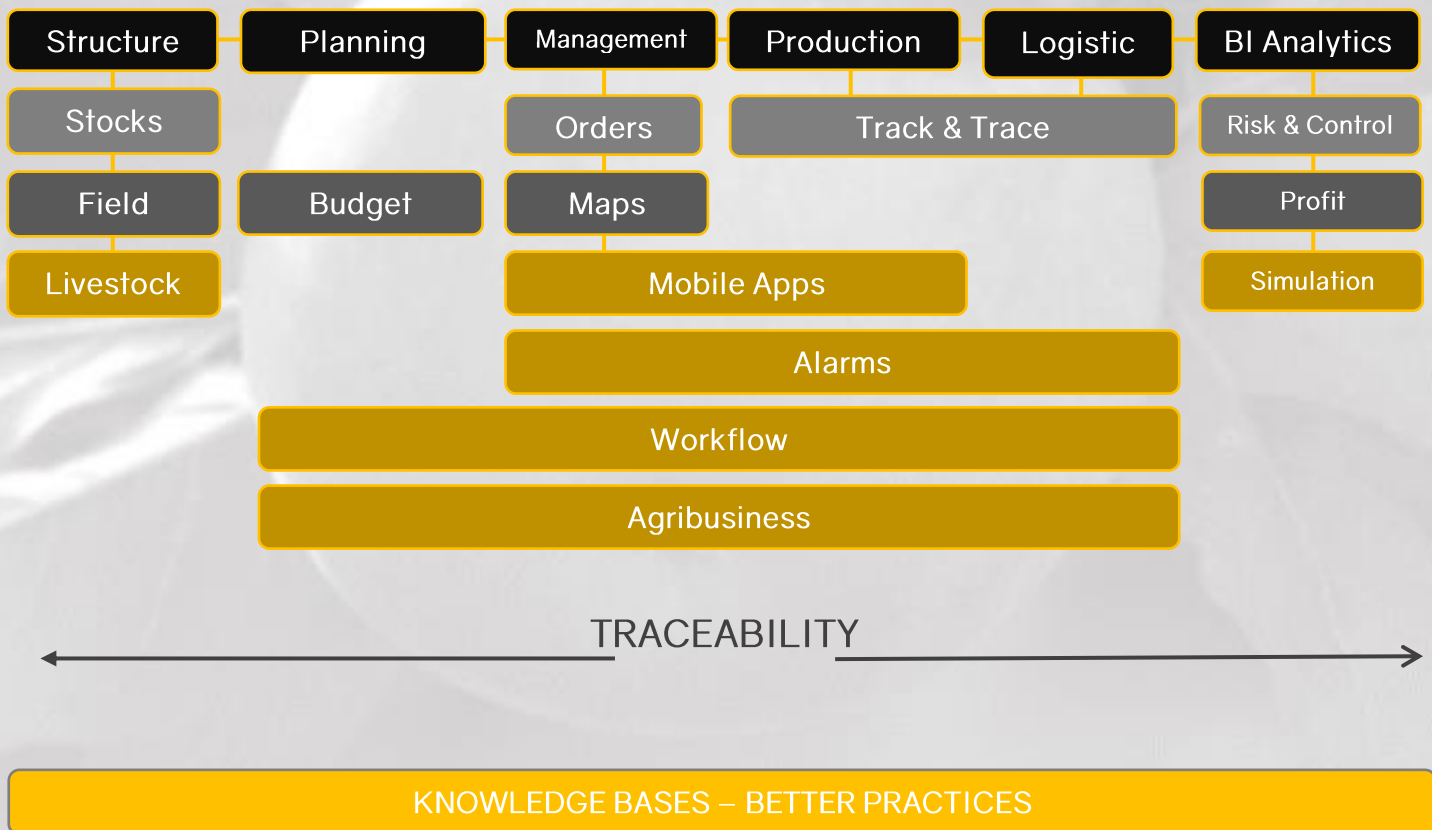 Structure
Planning
Management
Production
Logistic
BI Analytics
Stocks
Orders
Track & Trace
Risk & Control
Field
Budget
Maps
Profit
Livestock
Mobile Apps
Simulation
Alarms
Workflow
Agribusiness
TRACEABILITY
KNOWLEDGE BASES – BETTER PRACTICES